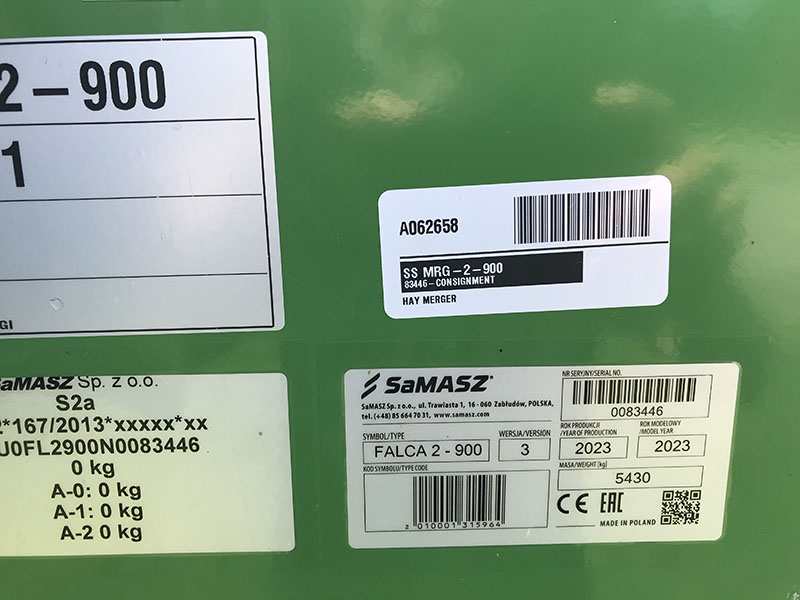 2-900
1
GI
A062658
SS MRG-2-900
83446-CONSIGNMENT
HAY MERGER
SaMASZ Sp. z o.o.
S2a
2*167/2013*xxxxx*xx
U0FL2900N0083446
0 kg
A-0: 0 kg
A-1: 0 kg
A-2 0 kg
SaMASZ
SaMASZ Sp. z o.o., ul. Trawiasta 1, 16 - 060 Zabłudów, POLSKA,
tel. (+48) 85 664 70 31, www.samasz.com
NR SERYJNY/SERIAL NO.
0083446
SYMBOL/TYPE
FALCA 2 - 900
WERSJA/VERSION
3
ROK PRODUKCJI
/YEAR OF PRODUCTION
2023
ROK MODELOWY
/MODEL YEAR
2023
KOD SYMBOLU/TYPE CODE
2 010001 315964
MASA/WEIGHT [kg]
5430
CE EAC
MADE IN POLAND